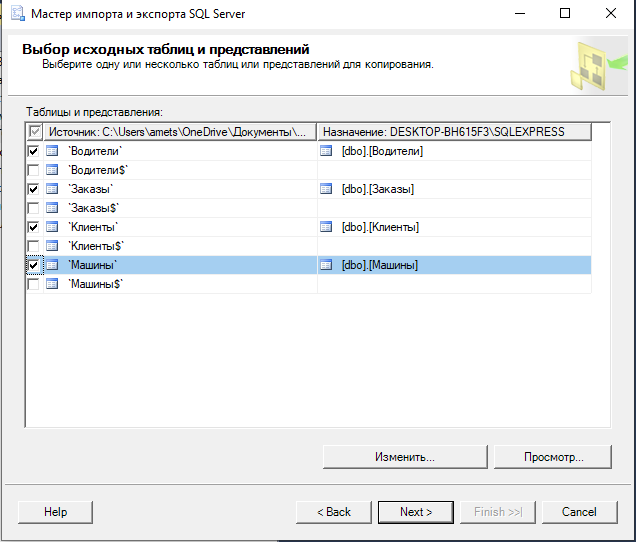 Мастер импорта и экспорта SQL Server
Выбор исходных таблиц и представлений
Выберите одну или несколько таблиц или представлений для копирования.
Таблицы и представления:
Источник: C:\Users\amets\OneDrive\Документы\... Назначение: DESKTOP-BH615F3\SQLEXPRESS
`Водители` [dbo].[Водители]
`Водители$`
`Заказы` [dbo].[Заказы]
`Заказы$`
`Клиенты` [dbo].[Клиенты]
`Клиенты$`
`Машины` [dbo].[Машины]
`Машины$`
Изменить... Просмотр...
Help < Back Next > Finish >>| Cancel